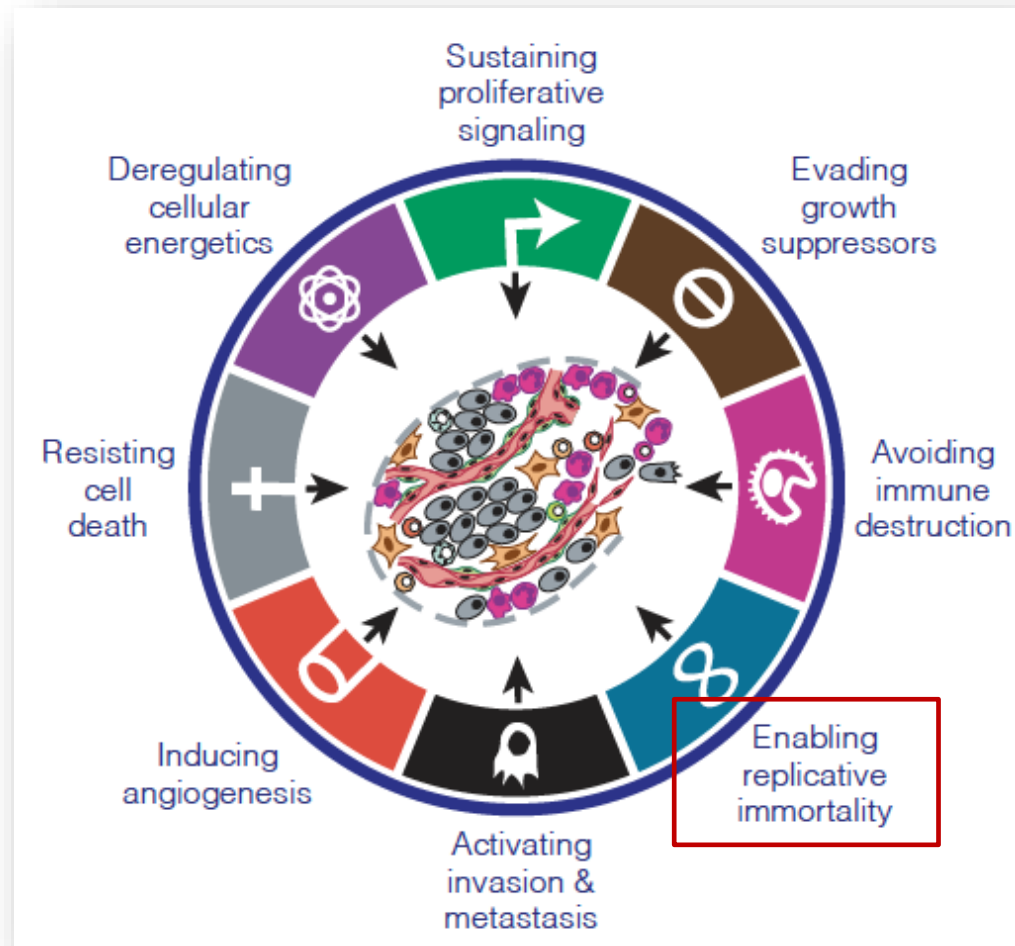 Sustaining
proliferative
signaling
Deregulating
cellular
energetics
Evading
growth
suppressors
Resisting
cell
death
Avoiding
immune
destruction
Inducing
angiogenesis
Enabling
replicative
immortality
Activating
invasion &
metastasis